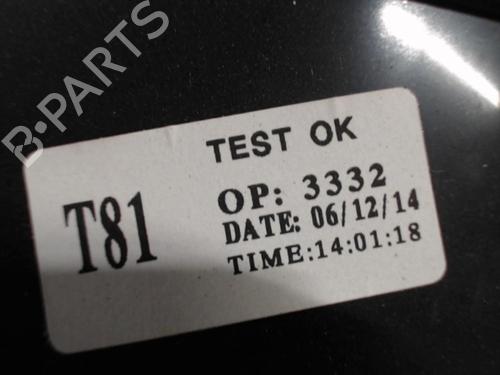 B-PARTS
TEST OK
T81
OP: 3332
DATE: 06/12/14
TIME:14:01:18